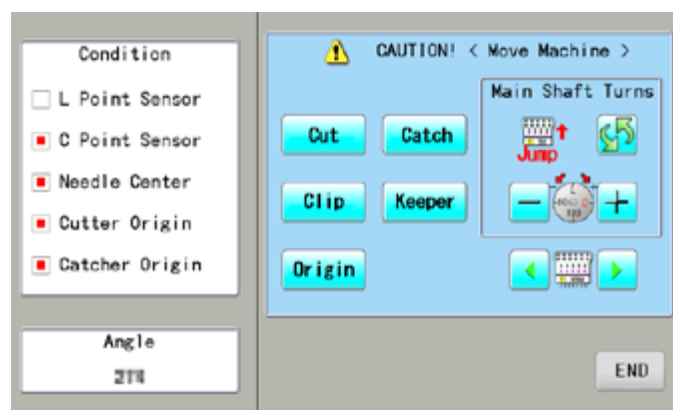 Condition
L Point Sensor
C Point Sensor
Needle Center
Cutter Origin
Catcher Origin
Angle
CAUTION! < Move Machine >
Main Shaft Turns
Cut
Catch
Jump
Clip
Keeper
Origin
END